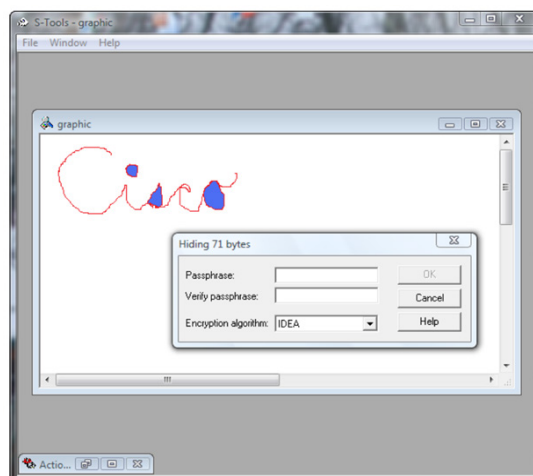 S-Tools - graphic
File Window Help
graphic
Cisco
Hiding 71 bytes
Passphrase:
OK
Verify passphrase:
Cancel
Encryption algorithm: IDEA
Help
Actio...